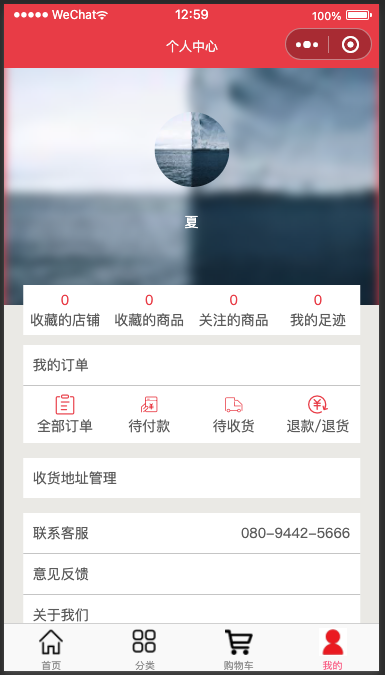 WeChat 12:59 100%
个人中心
夏
0 0 0 0
收藏的店铺 收藏的商品 关注的商品 我的足迹
我的订单
全部订单 待付款 待收货 退款/退货
收货地址管理
联系客服 080-9442-5666
意见反馈
关于我们
首页 分类 购物车 我的